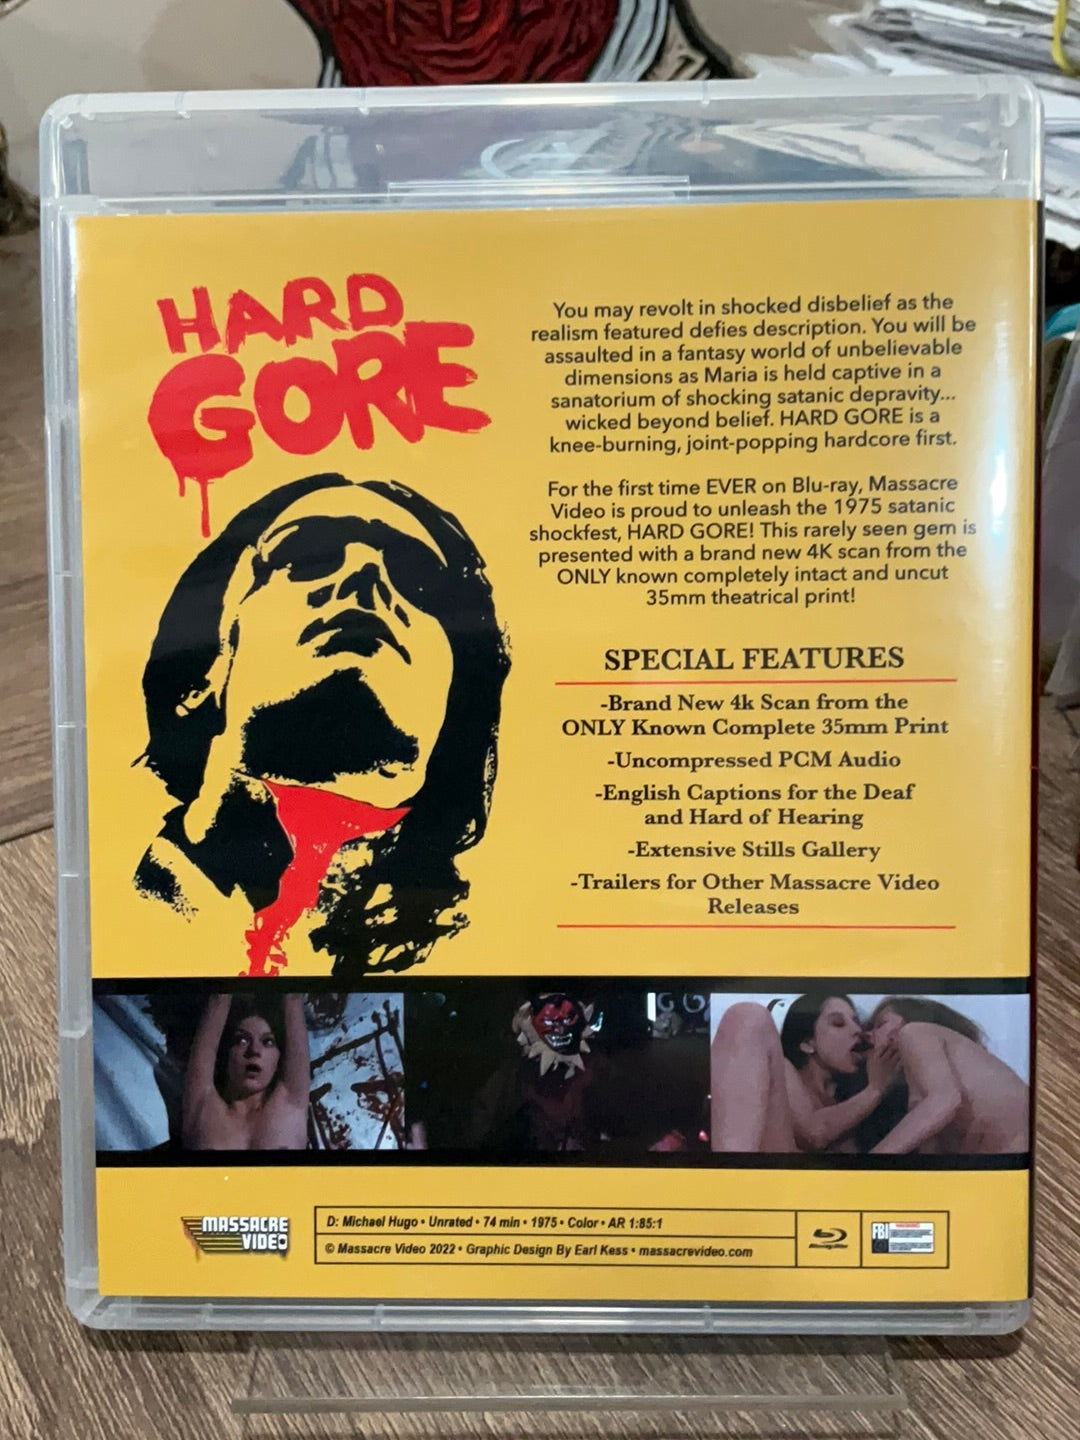 HARD
GORE
You may revolt in shocked disbelief as the
realism featured defies description. You will be
assaulted in a fantasy world of unbelievable
dimensions as Maria is held captive in a
sanatorium of shocking satanic depravity...
wicked beyond belief. HARD GORE is a
knee-burning, joint-popping hardcore first.
For the first time EVER on Blu-ray, Massacre
Video is proud to unleash the 1975 satanic
shockfest, HARD GORE! This rarely seen gem is
presented with a brand new 4K scan from the
ONLY known completely intact and uncut
35mm theatrical print!
SPECIAL FEATURES
-Brand New 4k Scan from the
ONLY Known Complete 35mm Print
-Uncompressed PCM Audio
-English Captions for the Deaf
and Hard of Hearing
-Extensive Stills Gallery
-Trailers for Other Massacre Video
Releases
MASSACRE
VIDEO
D: Michael Hugo • Unrated • 74 min • 1975 • Color • AR 1:85:1
© Massacre Video 2022 • Graphic Design By Earl Kess • massacrevideo.com
Blu-ray Disc
FBI